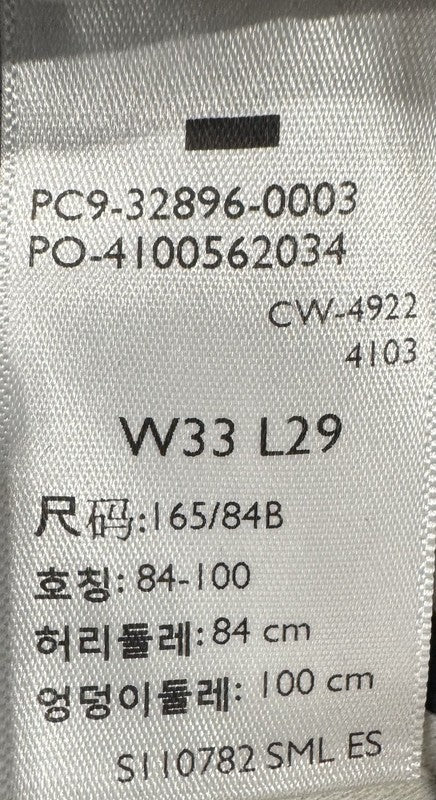 PC9-32896-0003
PO-4100562034
CW-4922
4103
W33 L29
尺码:165/84B
호칭: 84-100
허리둘레: 84 cm
엉덩이둘레: 100 cm
S110782 SML ES